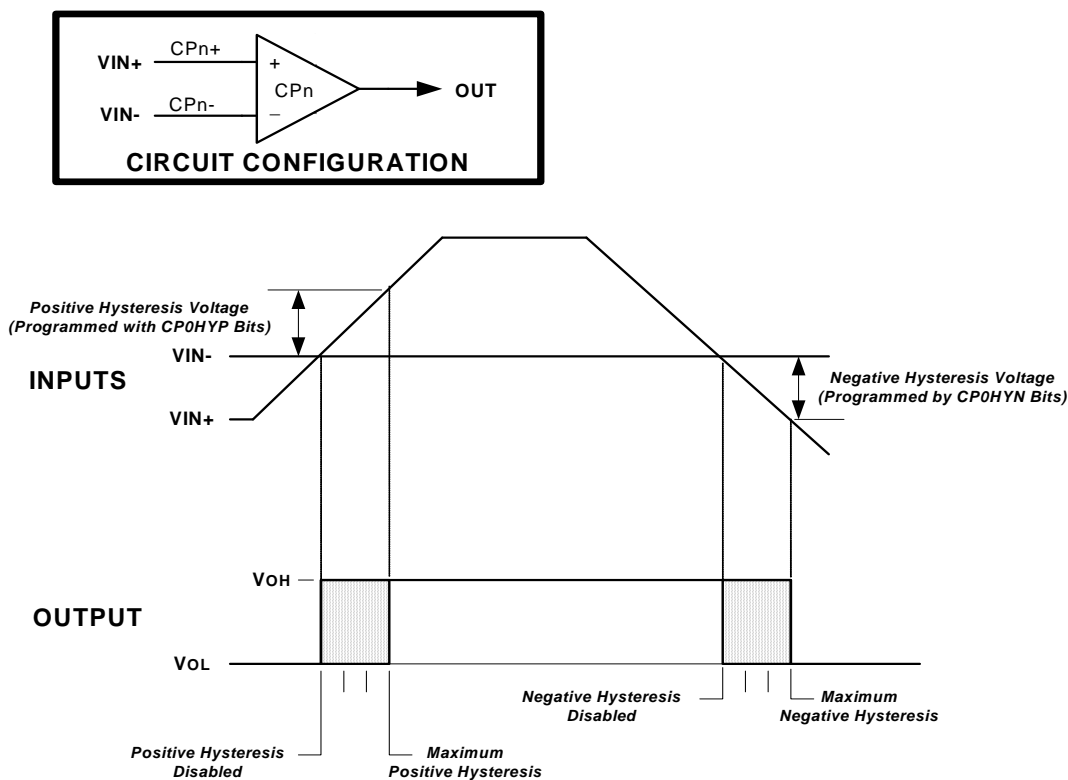 VIN+
CPn+
+
CPn
OUT
VIN-
CPn-
_
CIRCUIT CONFIGURATION
Positive Hysteresis Voltage
(Programmed with CP0HYP Bits)
VIN-
INPUTS
Negative Hysteresis Voltage
(Programmed by CP0HYN Bits)
VIN+
VOH
OUTPUT
VOL
Negative Hysteresis
Disabled
Maximum
Negative Hysteresis
Positive Hysteresis
Disabled
Maximum
Positive Hysteresis